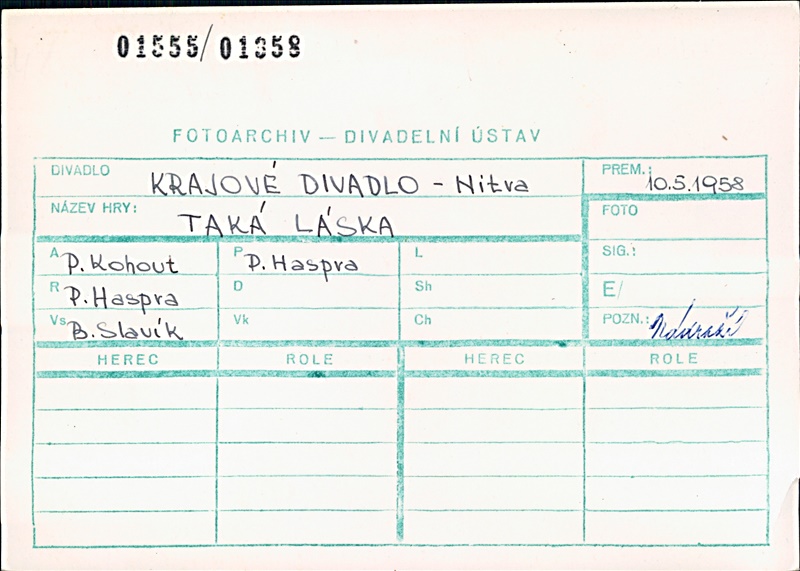 01555/01358
FOTOARCHIV — DIVADELNÍ ÚSTAV
DIVADLO KRAJOVÉ DIVADLO - Nitra
PREM.: 10.5.1958
NÁZEV HRY: TAKÁ LÁSKA
FOTO
A P. Kohout P P. Haspra L
SIG.:
R P. Haspra D Sh
E/
Vs B. Slavík Vk Ch
POZN.:
HEREC ROLE HEREC ROLE